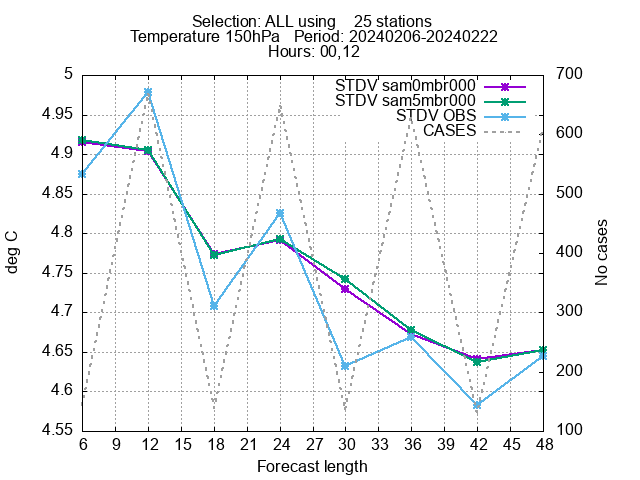 Selection: ALL using 25 stations
Temperature 150hPa Period: 20240206-20240222
Hours: 00,12
STDV sam0mbr000
STDV sam5mbr000
STDV OBS
CASES
deg C
5
4.95
4.9
4.85
4.8
4.75
4.7
4.65
4.6
4.55
700
600
500
400
300
200
100
No cases
6 9 12 15 18 21 24 27 30 33 36 39 42 45 48
Forecast length